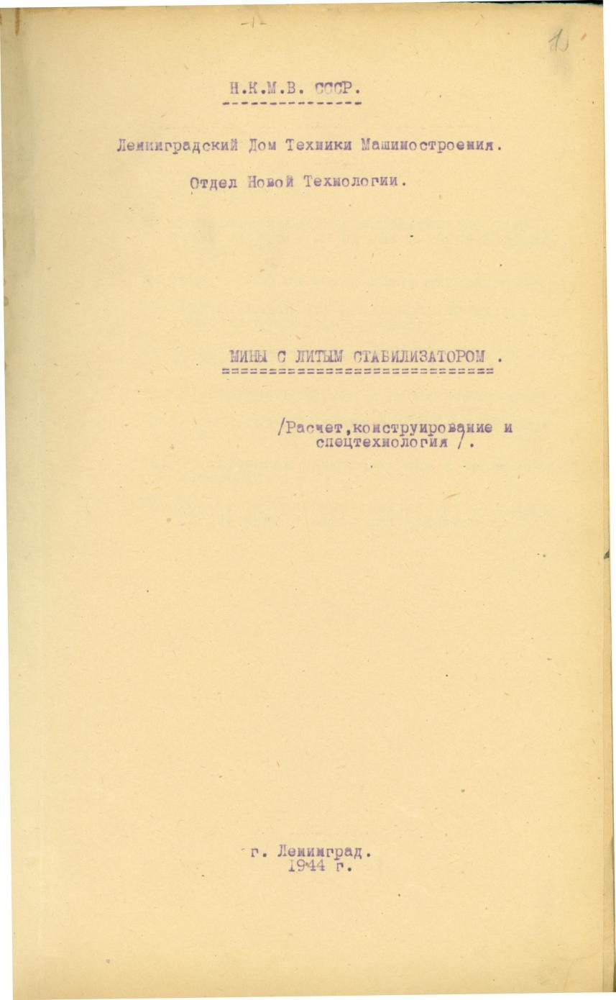 -1-
1
Н.К.М.В. СССР.
Ленинградский Дом Техники Машиностроения.
Отдел Новой Технологии.
МИНЫ С ЛИТЫМ СТАБИЛИЗАТОРОМ .
/Расчет,конструирование и
спецтехнология /.
г. Ленинград.
1944 г.